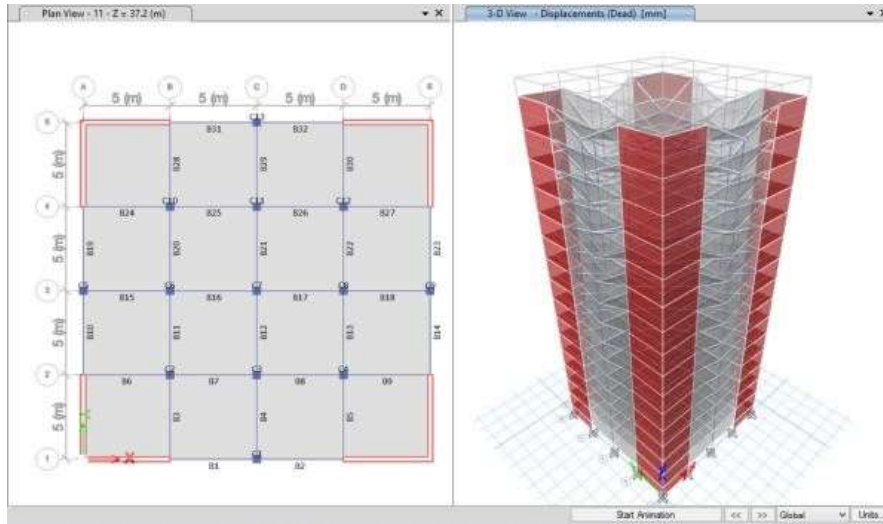 Plan View - 11 - Z = 37.2 (m)
3-D View - Displacements (Dead) [mm]
A B C D E
5 (m) 5 (m) 5 (m) 5 (m)
5
B31 B32
5 (m) B28 B29 B30
4
B24 B25 B26 B27
5 (m) B19 B20 B21 B22 B23
3
B15 B16 B17 B18
5 (m) B10 B11 B12 B13 B14
2
B6 B7 B8 B9
5 (m) B3 B4 B5
1
X
B1 B2
Start Animation << >> Global Units...